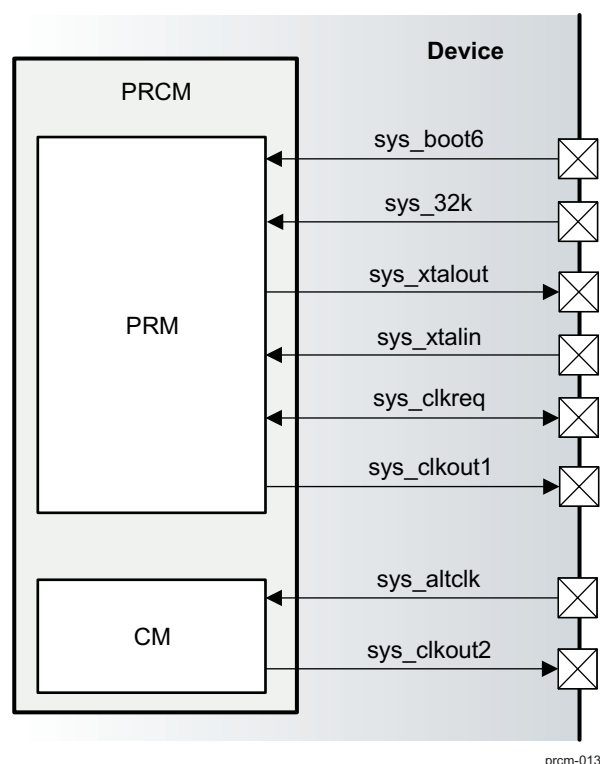 Device
PRCM
sys_boot6
sys_32k
sys_xtalout
PRM
sys_xtalin
sys_clkreq
sys_clkout1
sys_altclk
CM
sys_clkout2
prcm-013